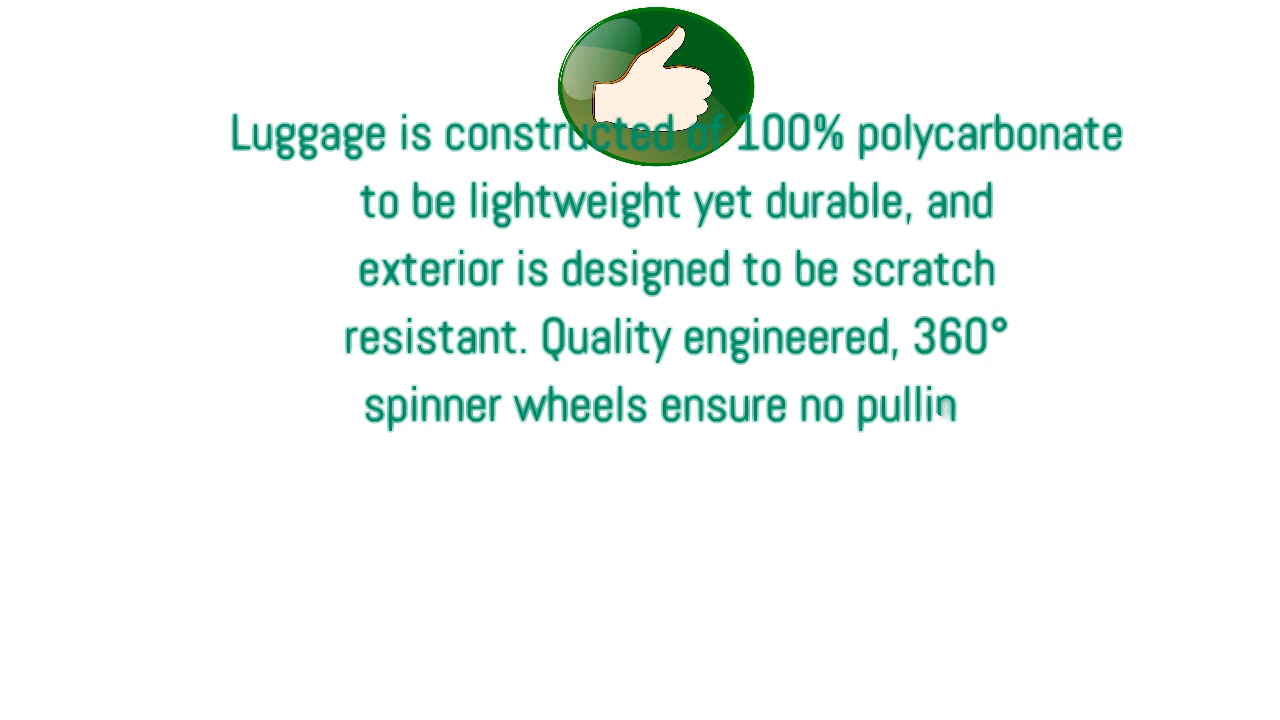 Luggage is constructed of 100% polycarbonate
to be lightweight yet durable, and
exterior is designed to be scratch
resistant. Quality engineered, 360°
spinner wheels ensure no pullin